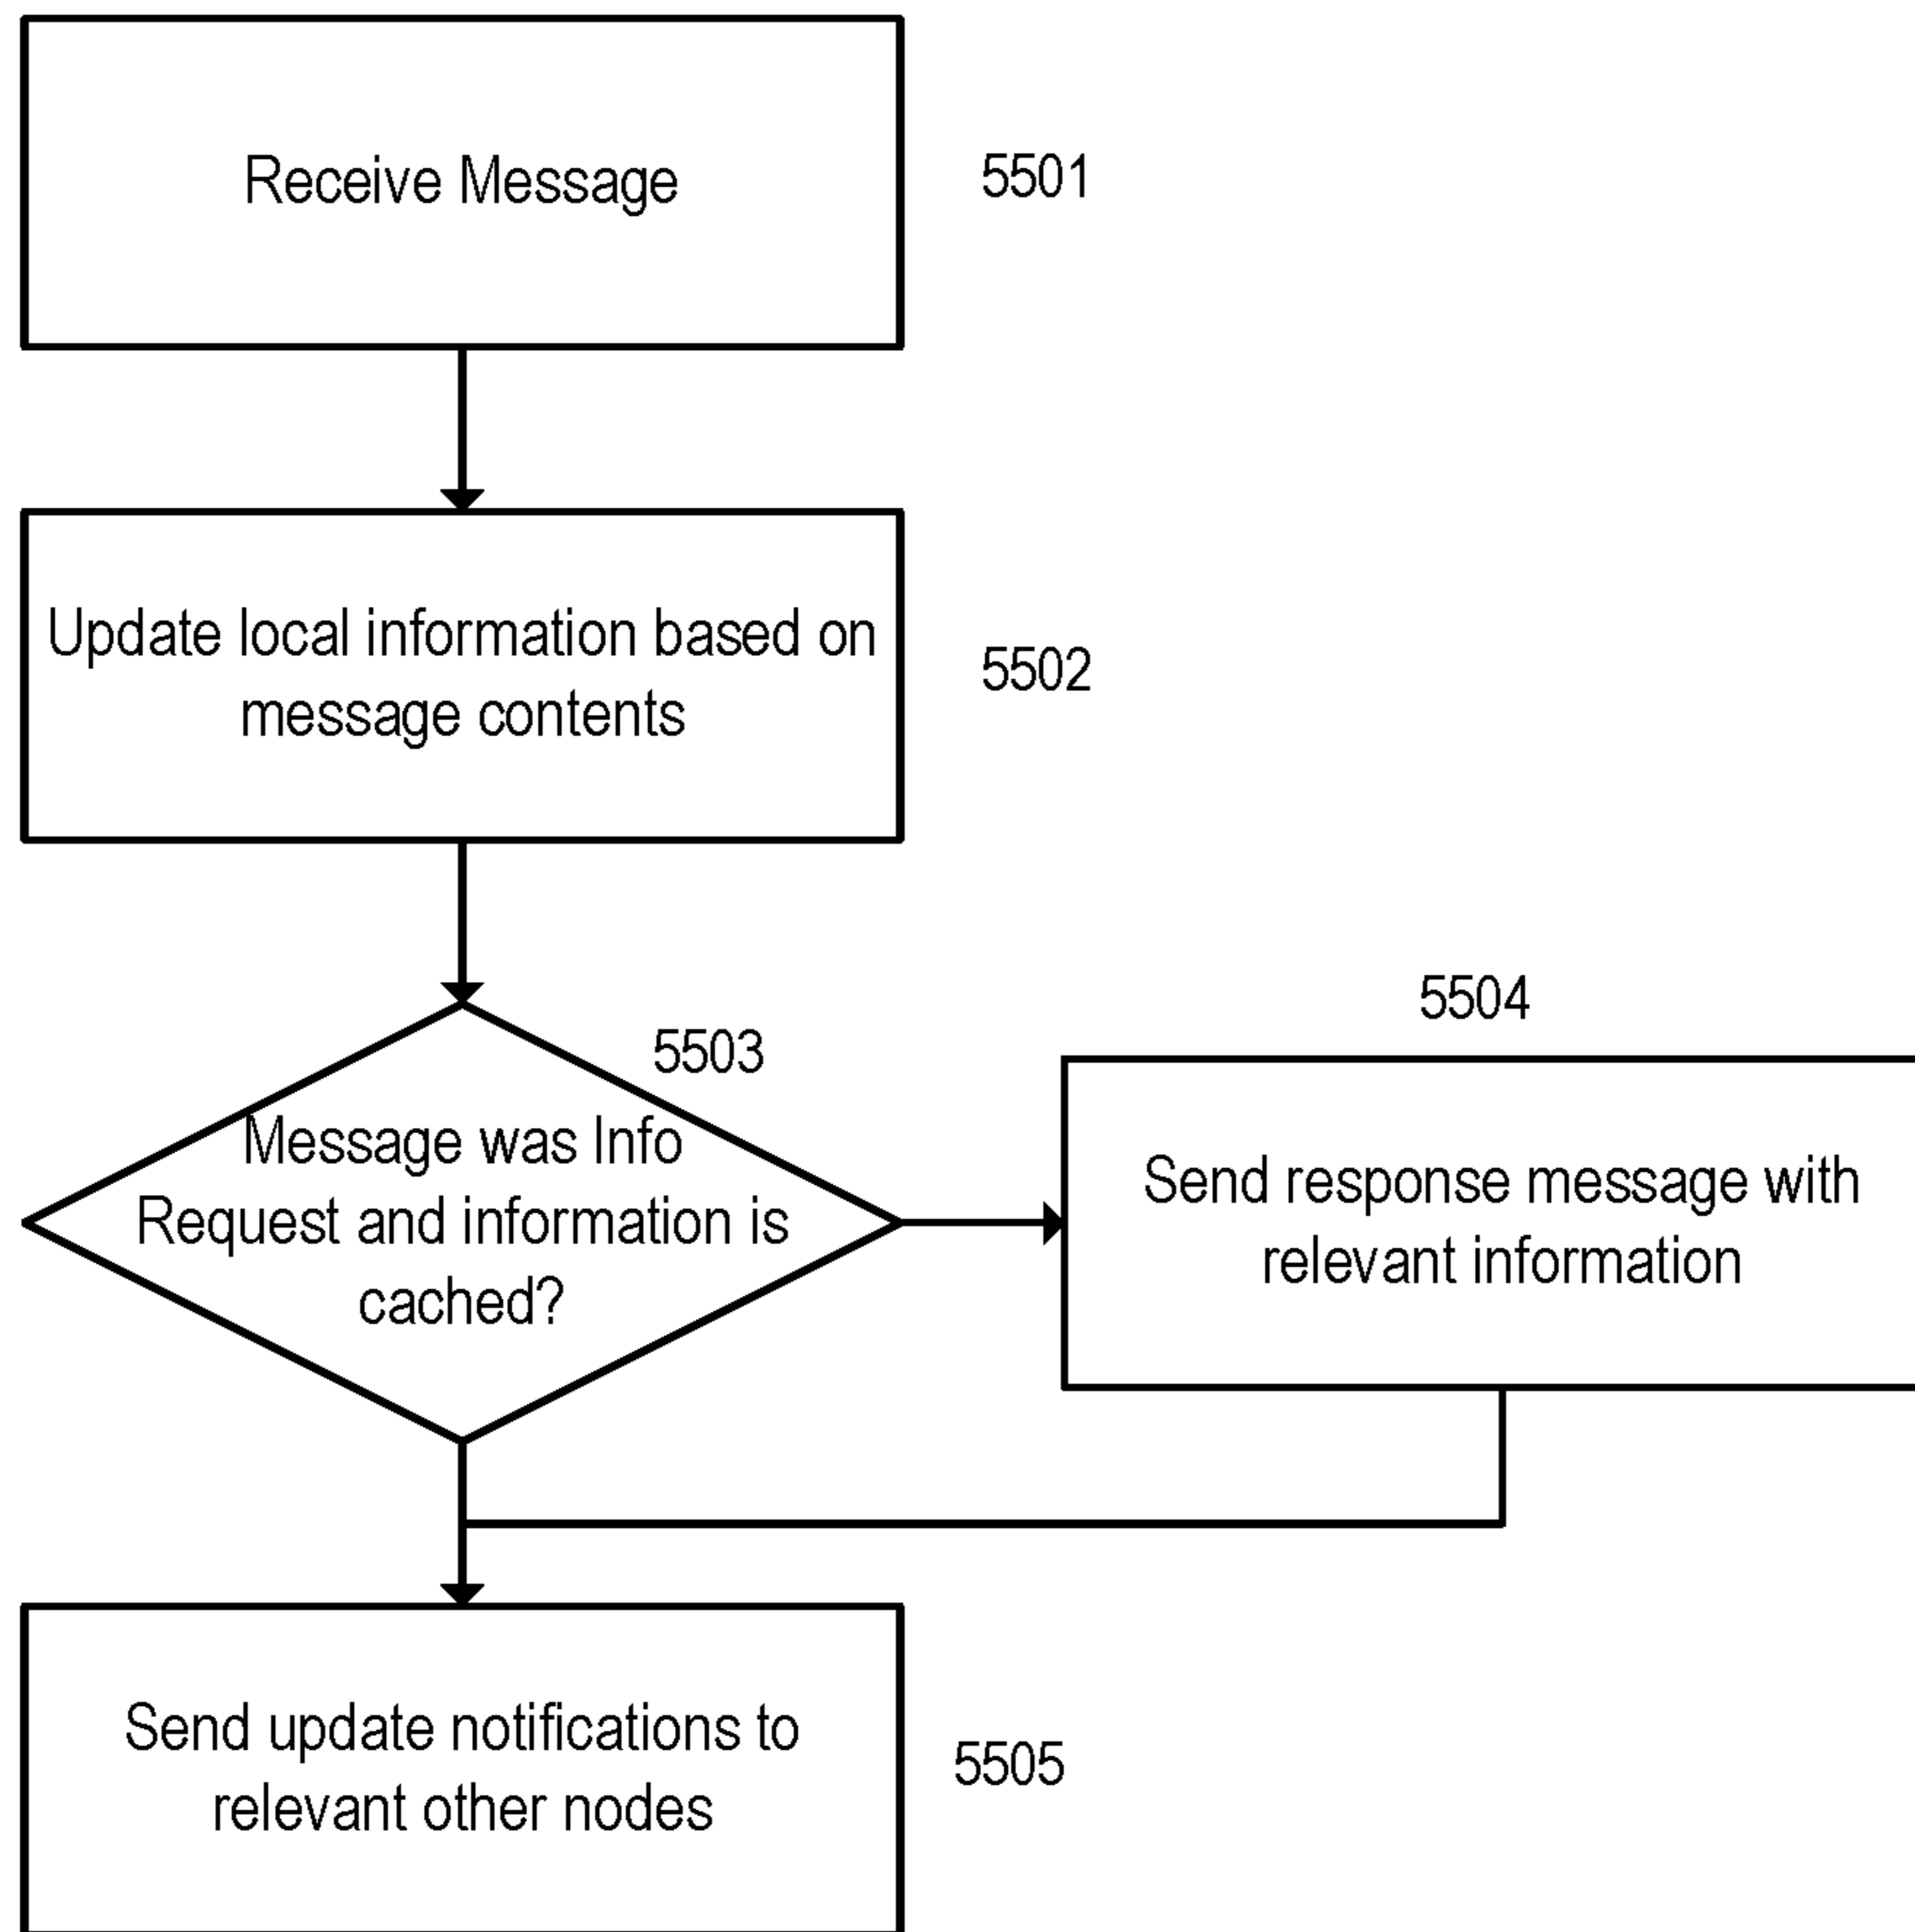 Receive Message
5501
Update local information based on
message contents
5502
5503
Message was Info
Request and information is
cached?
5504
Send response message with
relevant information
Send update notifications to
relevant other nodes
5505